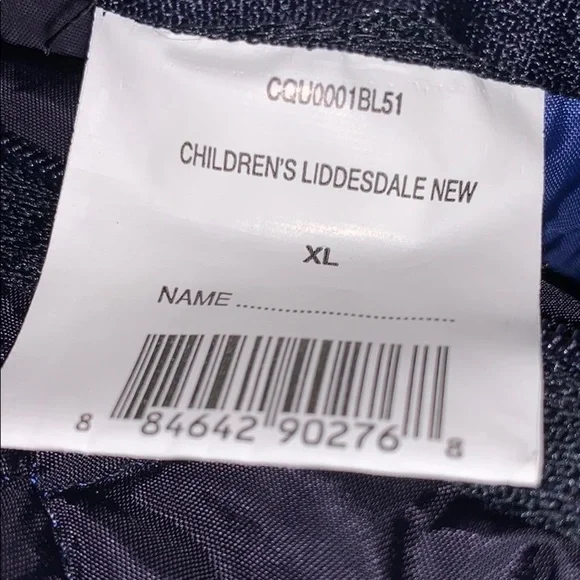 CQU0001BL51
CHILDREN'S LIDDESDALE NEW
XL
NAME..............................
8 84642 90276 8